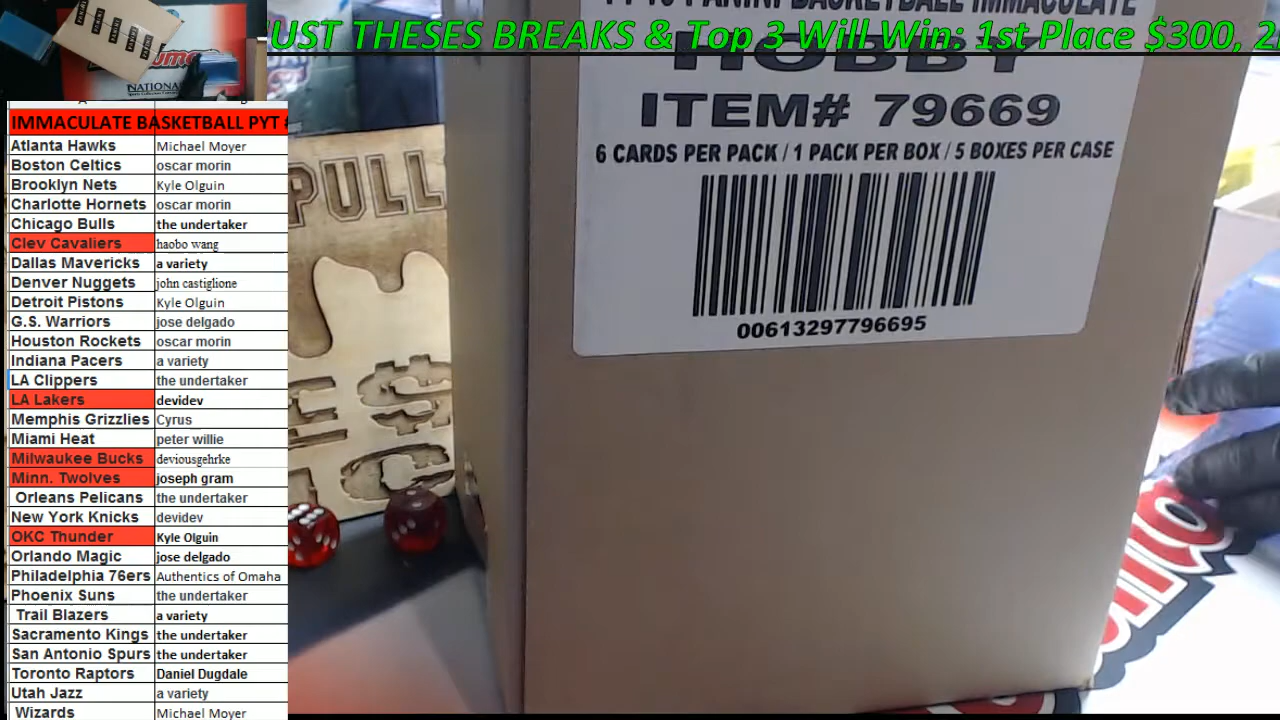 UST THESES BREAKS & Top 3 Will Win: 1st Place $300, 2
PANINI BASKETBALL IMMACULATE
HOBBY
ITEM# 79669
6 CARDS PER PACK / 1 PACK PER BOX / 5 BOXES PER CASE
00613297796695
PULL
NATIONA
IMMACULATE BASKETBALL PYT #
Atlanta Hawks Michael Moyer
Boston Celtics oscar morin
Brooklyn Nets Kyle Olguin
Charlotte Hornets oscar morin
Chicago Bulls the undertaker
Clev Cavaliers haobo wang
Dallas Mavericks a variety
Denver Nuggets john castiglione
Detroit Pistons Kyle Olguin
G.S. Warriors jose delgado
Houston Rockets oscar morin
Indiana Pacers a variety
LA Clippers the undertaker
LA Lakers devidev
Memphis Grizzlies Cyrus
Miami Heat peter willie
Milwaukee Bucks deviousgehrke
Minn. Twolves joseph gram
Orleans Pelicans the undertaker
New York Knicks devidev
OKC Thunder Kyle Olguin
Orlando Magic jose delgado
Philadelphia 76ers Authentics of Omaha
Phoenix Suns the undertaker
Trail Blazers a variety
Sacramento Kings the undertaker
San Antonio Spurs the undertaker
Toronto Raptors Daniel Dugdale
Utah Jazz a variety
Wizards Michael Moyer